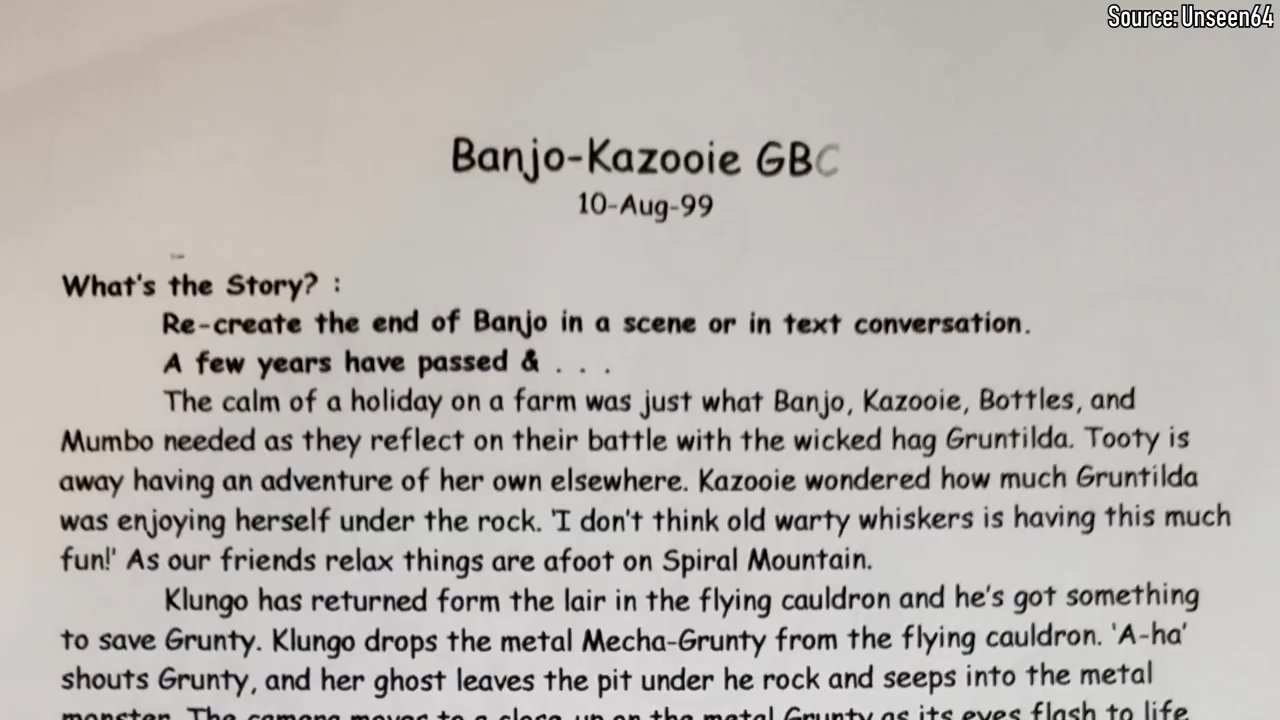 Source: Unseen64
Banjo-Kazooie GBC
10-Aug-99
What's the Story? :
Re-create the end of Banjo in a scene or in text conversation.
A few years have passed & . . .
The calm of a holiday on a farm was just what Banjo, Kazooie, Bottles, and
Mumbo needed as they reflect on their battle with the wicked hag Gruntilda. Tooty is
away having an adventure of her own elsewhere. Kazooie wondered how much Gruntilda
was enjoying herself under the rock. 'I don't think old warty whiskers is having this much
fun!' As our friends relax things are afoot on Spiral Mountain.
Klungo has returned form the lair in the flying cauldron and he's got something
to save Grunty. Klungo drops the metal Mecha-Grunty from the flying cauldron. 'A-ha'
shouts Grunty, and her ghost leaves the pit under he rock and seeps into the metal
monster. The camera moves to a close up on the metal Grunty as its eyes flash to life.